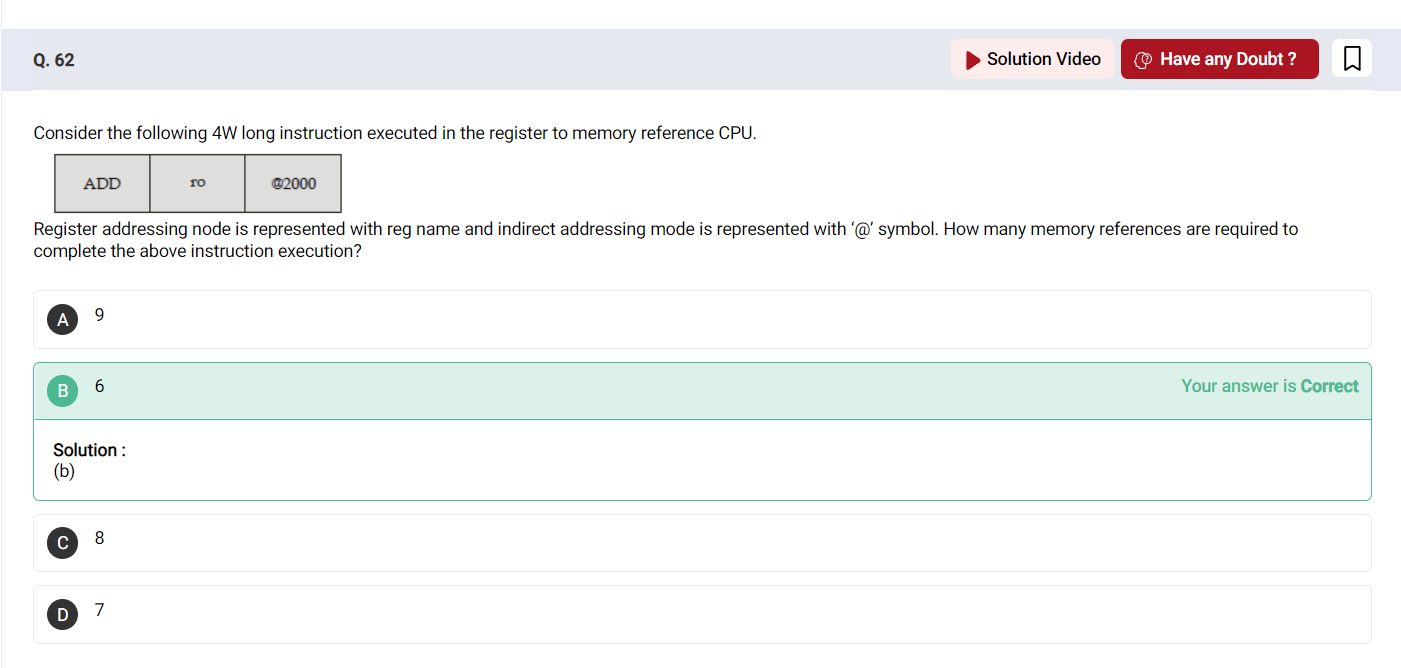 Q. 62
Solution Video
Have any Doubt ?
Consider the following 4W long instruction executed in the register to memory reference CPU.
ADD ro @2000
Register addressing node is represented with reg name and indirect addressing mode is represented with ‘@’ symbol. How many memory references are required to
complete the above instruction execution?
A 9
B 6 Your answer is Correct
Solution :
(b)
C 8
D 7